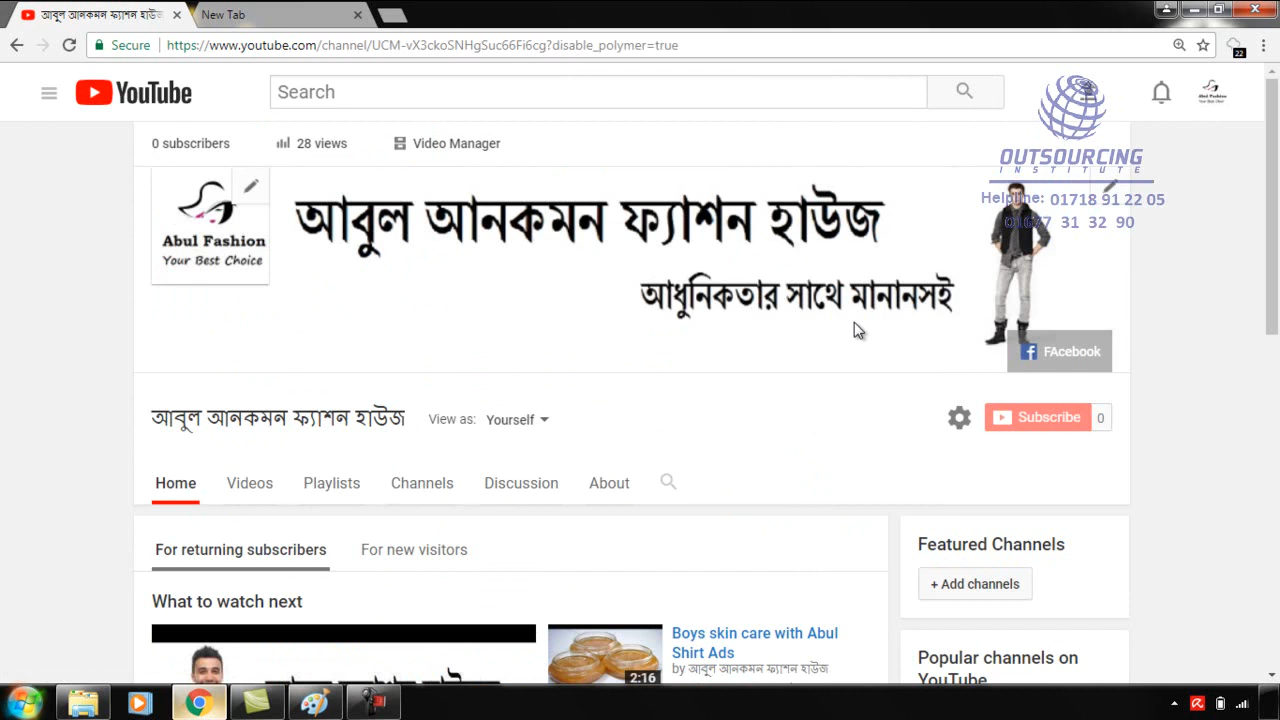 আবুল আনকমন ফ্যাশন হাউজ
New Tab
Secure
https://www.youtube.com/channel/UCM-vX3ckoSNHgSuc66Fi6cg?disable_polymer=true
22
YouTube
Search
Abul Fashion
OUTSOURCING
INSTITUTE
Helpline: 01718 91 22 05
01677 31 32 90
0 subscribers
28 views
Video Manager
Abul Fashion
Your Best Choice
আবুল আনকমন ফ্যাশন হাউজ
আধুনিকতার সাথে মানানসই
FAcebook
আবুল আনকমন ফ্যাশন হাউজ
View as: Yourself
Subscribe 0
Home Videos Playlists Channels Discussion About
For returning subscribers
For new visitors
What to watch next
Boys skin care with Abul
Shirt Ads
by আবুল আনকমন ফ্যাশন হাউজ
2:16
Featured Channels
+ Add channels
Popular channels on
YouTube